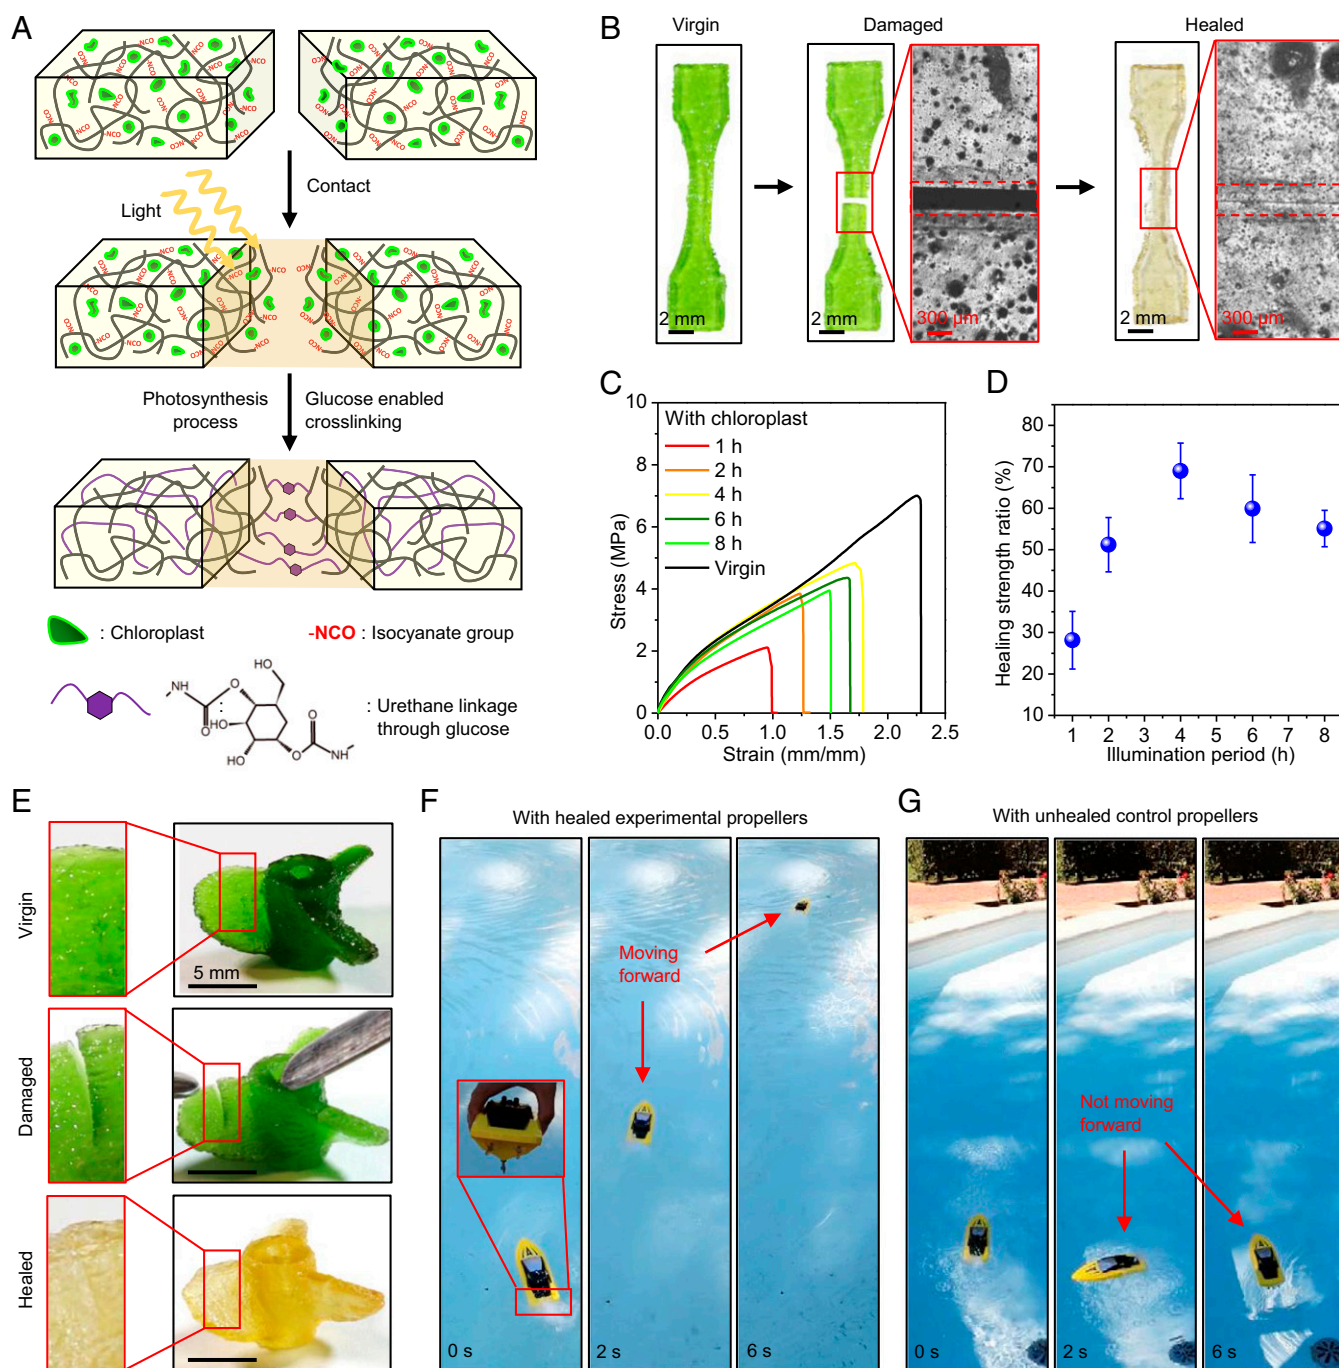 A
-NCO
Contact
Light
Photosynthesis
process
Glucose enabled
crosslinking
: Chloroplast
-NCO : Isocyanate group
NH
O
O
HO
HO
HO
HO
O
O
NH
: Urethane linkage
through glucose
B
Virgin
Damaged
Healed
2 mm
2 mm
300 µm
2 mm
300 µm
C
With chloroplast
1 h
2 h
4 h
6 h
8 h
Virgin
Stress (MPa)
10
8
6
4
2
0
0.0 0.5 1.0 1.5 2.0 2.5
Strain (mm/mm)
D
Healing strength ratio (%)
80
70
60
50
40
30
20
10
1 2 3 4 5 6 7 8
Illumination period (h)
E
Virgin
5 mm
Damaged
Healed
F
With healed experimental propellers
Moving
forward
0 s
2 s
6 s
G
With unhealed control propellers
Not moving
forward
0 s
2 s
6 s